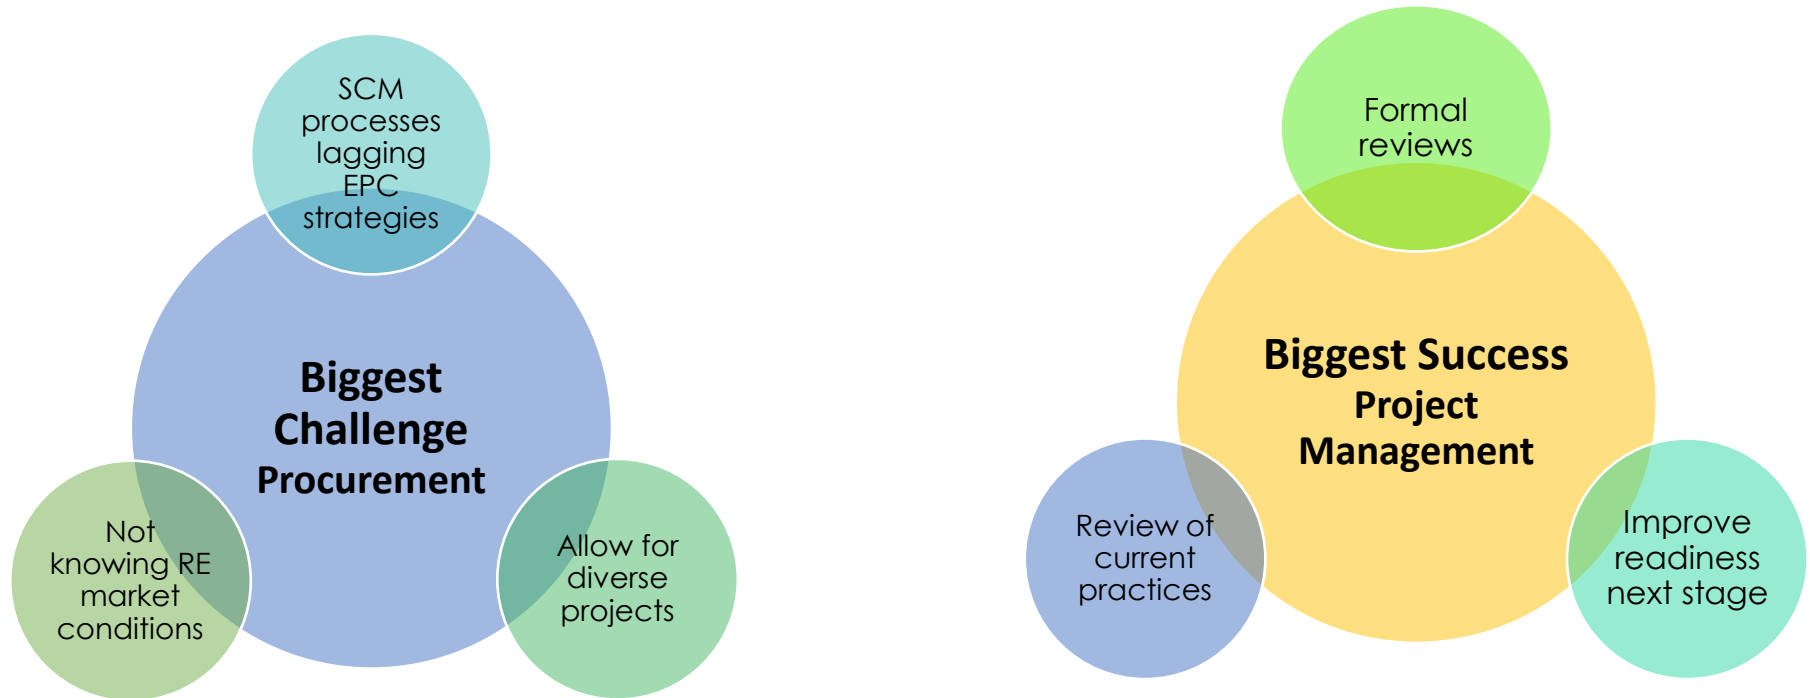 SCM
processes
lagging
EPC
strategies
Biggest
Challenge
Procurement
Not
knowing RE
market
conditions
Allow for
diverse
projects
Formal
reviews
Biggest Success
Project
Management
Review of
current
practices
Improve
readiness
next stage